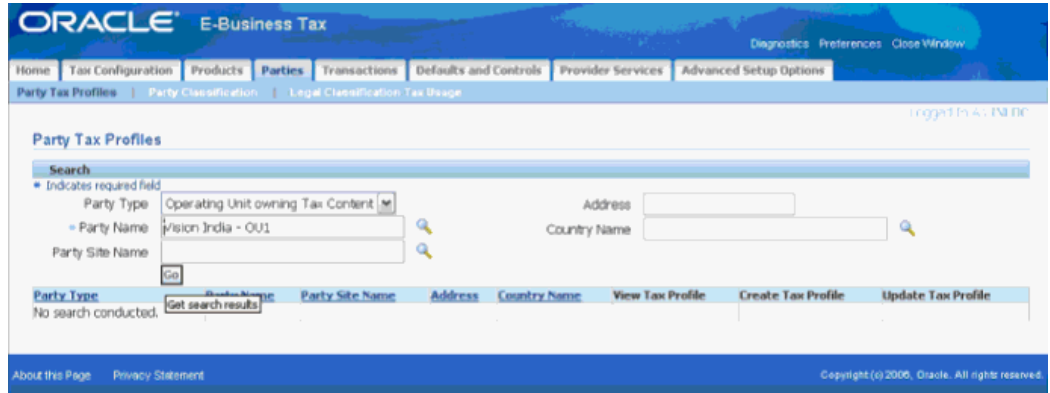 ORACLE E-Business Tax
Diagnostics Preferences Close Window
Home Tax Configuration Products Parties Transactions Defaults and Controls Provider Services Advanced Setup Options
Party Tax Profiles | Party Classification | Legal Classification Tax Usage
Logged In As
Party Tax Profiles
Search
* Indicates required field
Party Type Operating Unit owning Tax Content Address
* Party Name Vision India - OU1 Country Name
Party Site Name
Go
Party Type Party Name Party Site Name Address Country Name View Tax Profile Create Tax Profile Update Tax Profile
Get search results
No search conducted.
About this Page Privacy Statement Copyright (c) 2006, Oracle. All rights reserved.